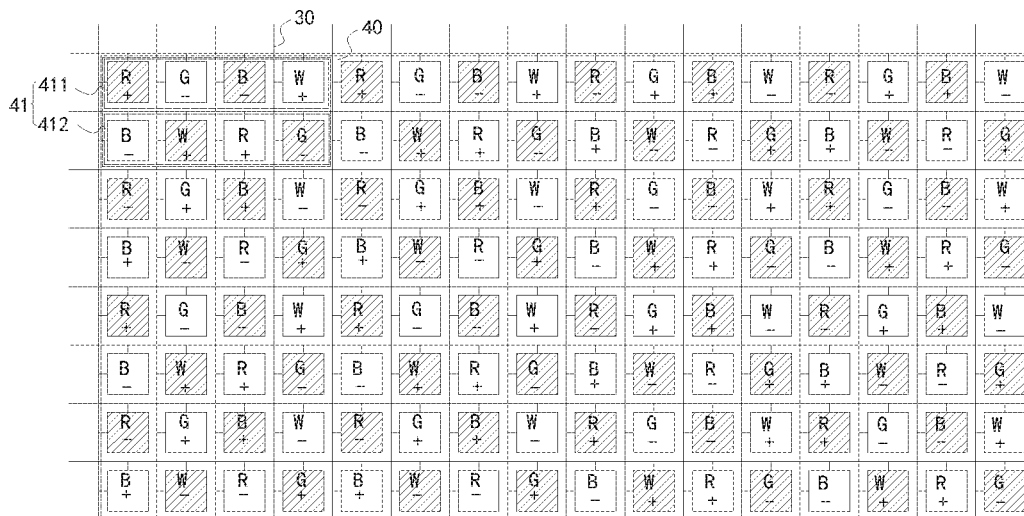 30
40
R G B W R G B W R G B W R G B W
411
+ - - + + - - + - + + - - + + -
41
412
B W R G B W R G B W R G B W R G
- + + - - + + - + - - + + - - +
R G B W R G B W R G B W R G B W
- + + - - + + - + - - + + - - +
B W R G B W R G B W R G B W R G
+ - - + + - - + - + + - - + + -
R G B W R G B W R G B W R G B W
+ - - + + - - + - + + - - + + -
B W R G B W R G B W R G B W R G
- + + - - + + - + - - + + - - +
R G B W R G B W R G B W R G B W
- + + - - + + - + - - + + - - +
B W R G B W R G B W R G B W R G
+ - - + + - - + - + + - - + + -